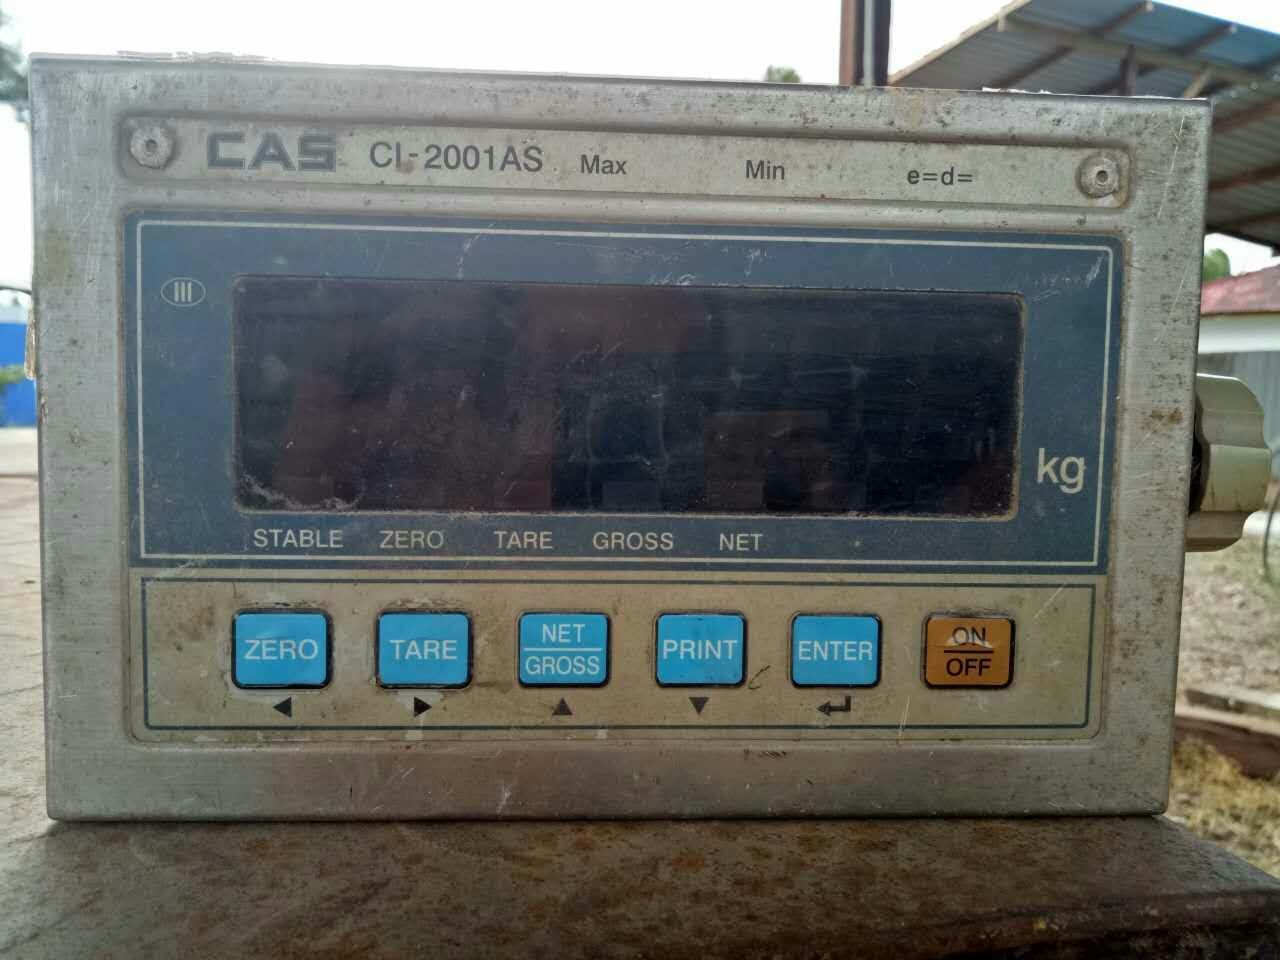 CAS CI-2001AS Max Min e=d=
III
kg
STABLE ZERO TARE GROSS NET
ZERO TARE NET GROSS PRINT ENTER ON OFF